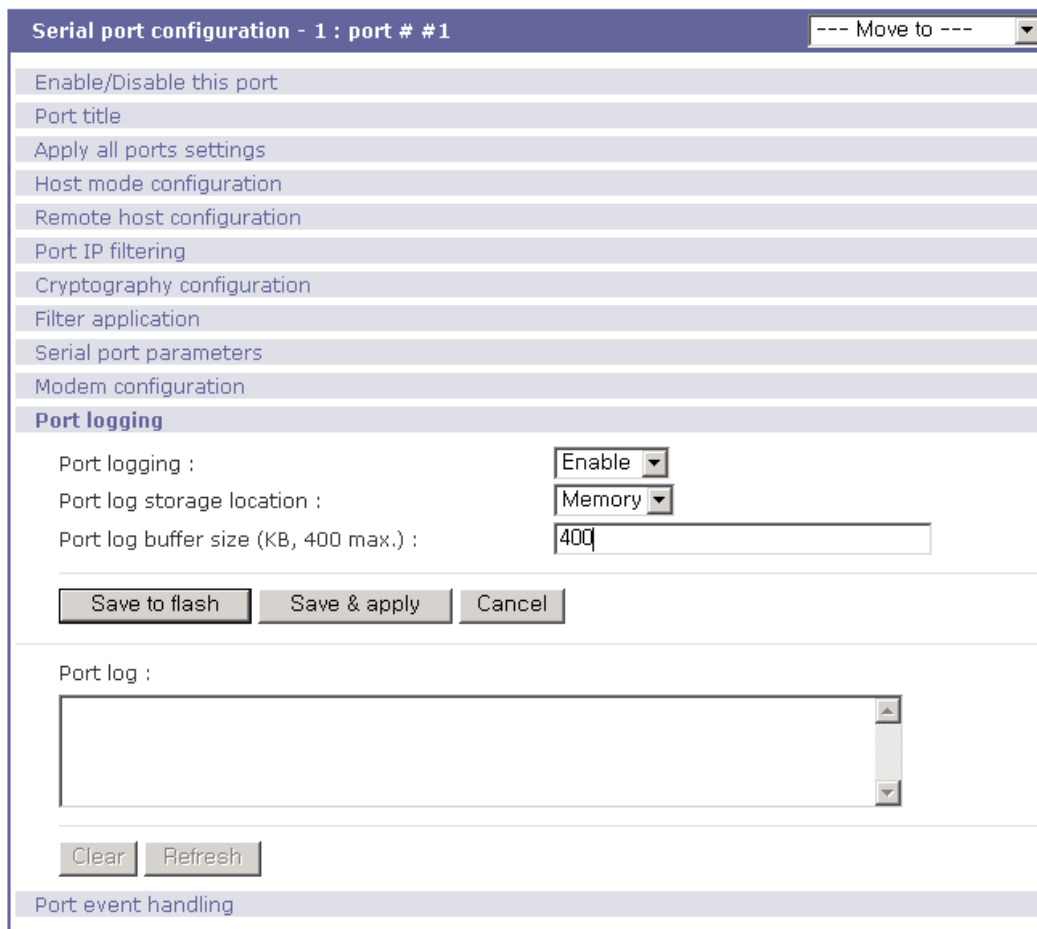 Serial port configuration - 1 : port # #1 --- Move to ---
Enable/Disable this port
Port title
Apply all ports settings
Host mode configuration
Remote host configuration
Port IP filtering
Cryptography configuration
Filter application
Serial port parameters
Modem configuration
Port logging
Port logging : Enable
Port log storage location : Memory
Port log buffer size (KB, 400 max.) : 400
Save to flash Save & apply Cancel
Port log :
Clear Refresh
Port event handling